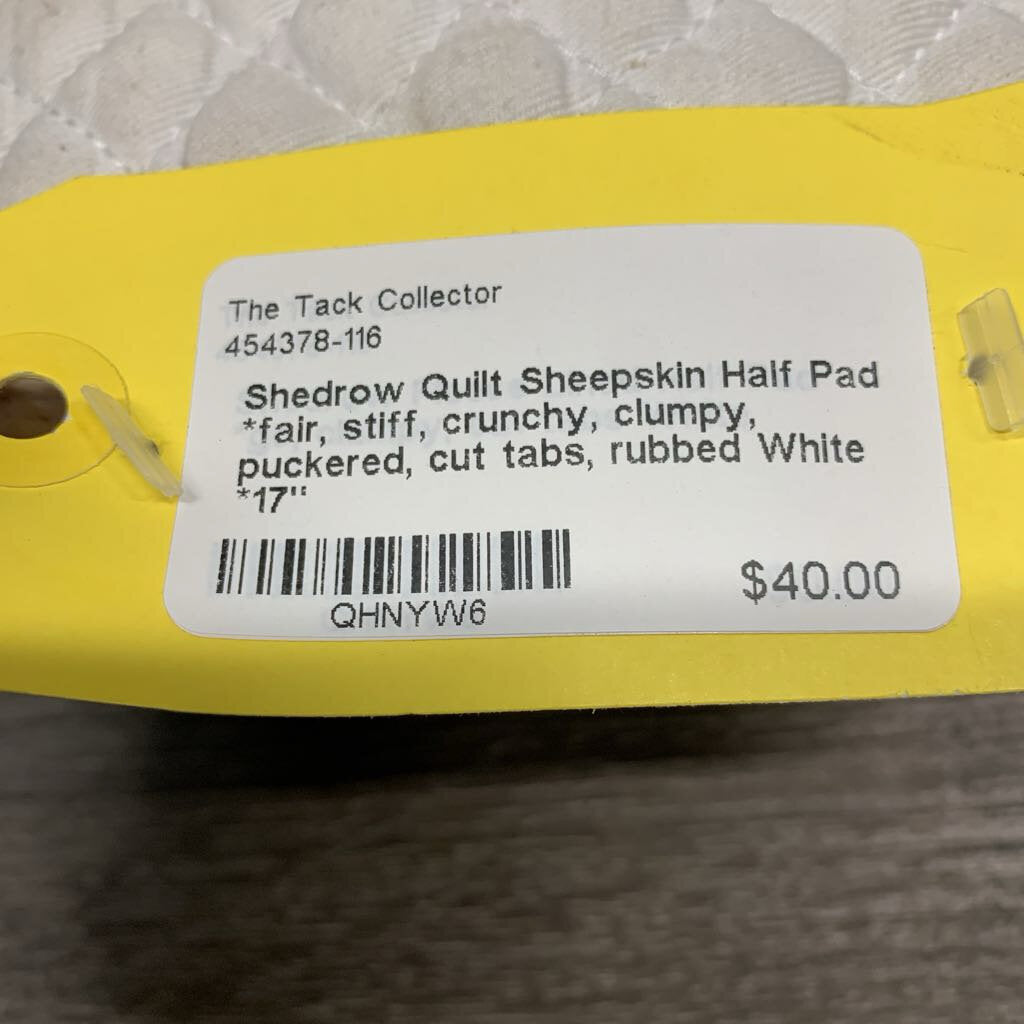 The Tack Collector
454378-116
Shedrow Quilt Sheepskin Half Pad
*fair, stiff, crunchy, clumpy,
puckered, cut tabs, rubbed White
*17"
$40.00
QHNYW6